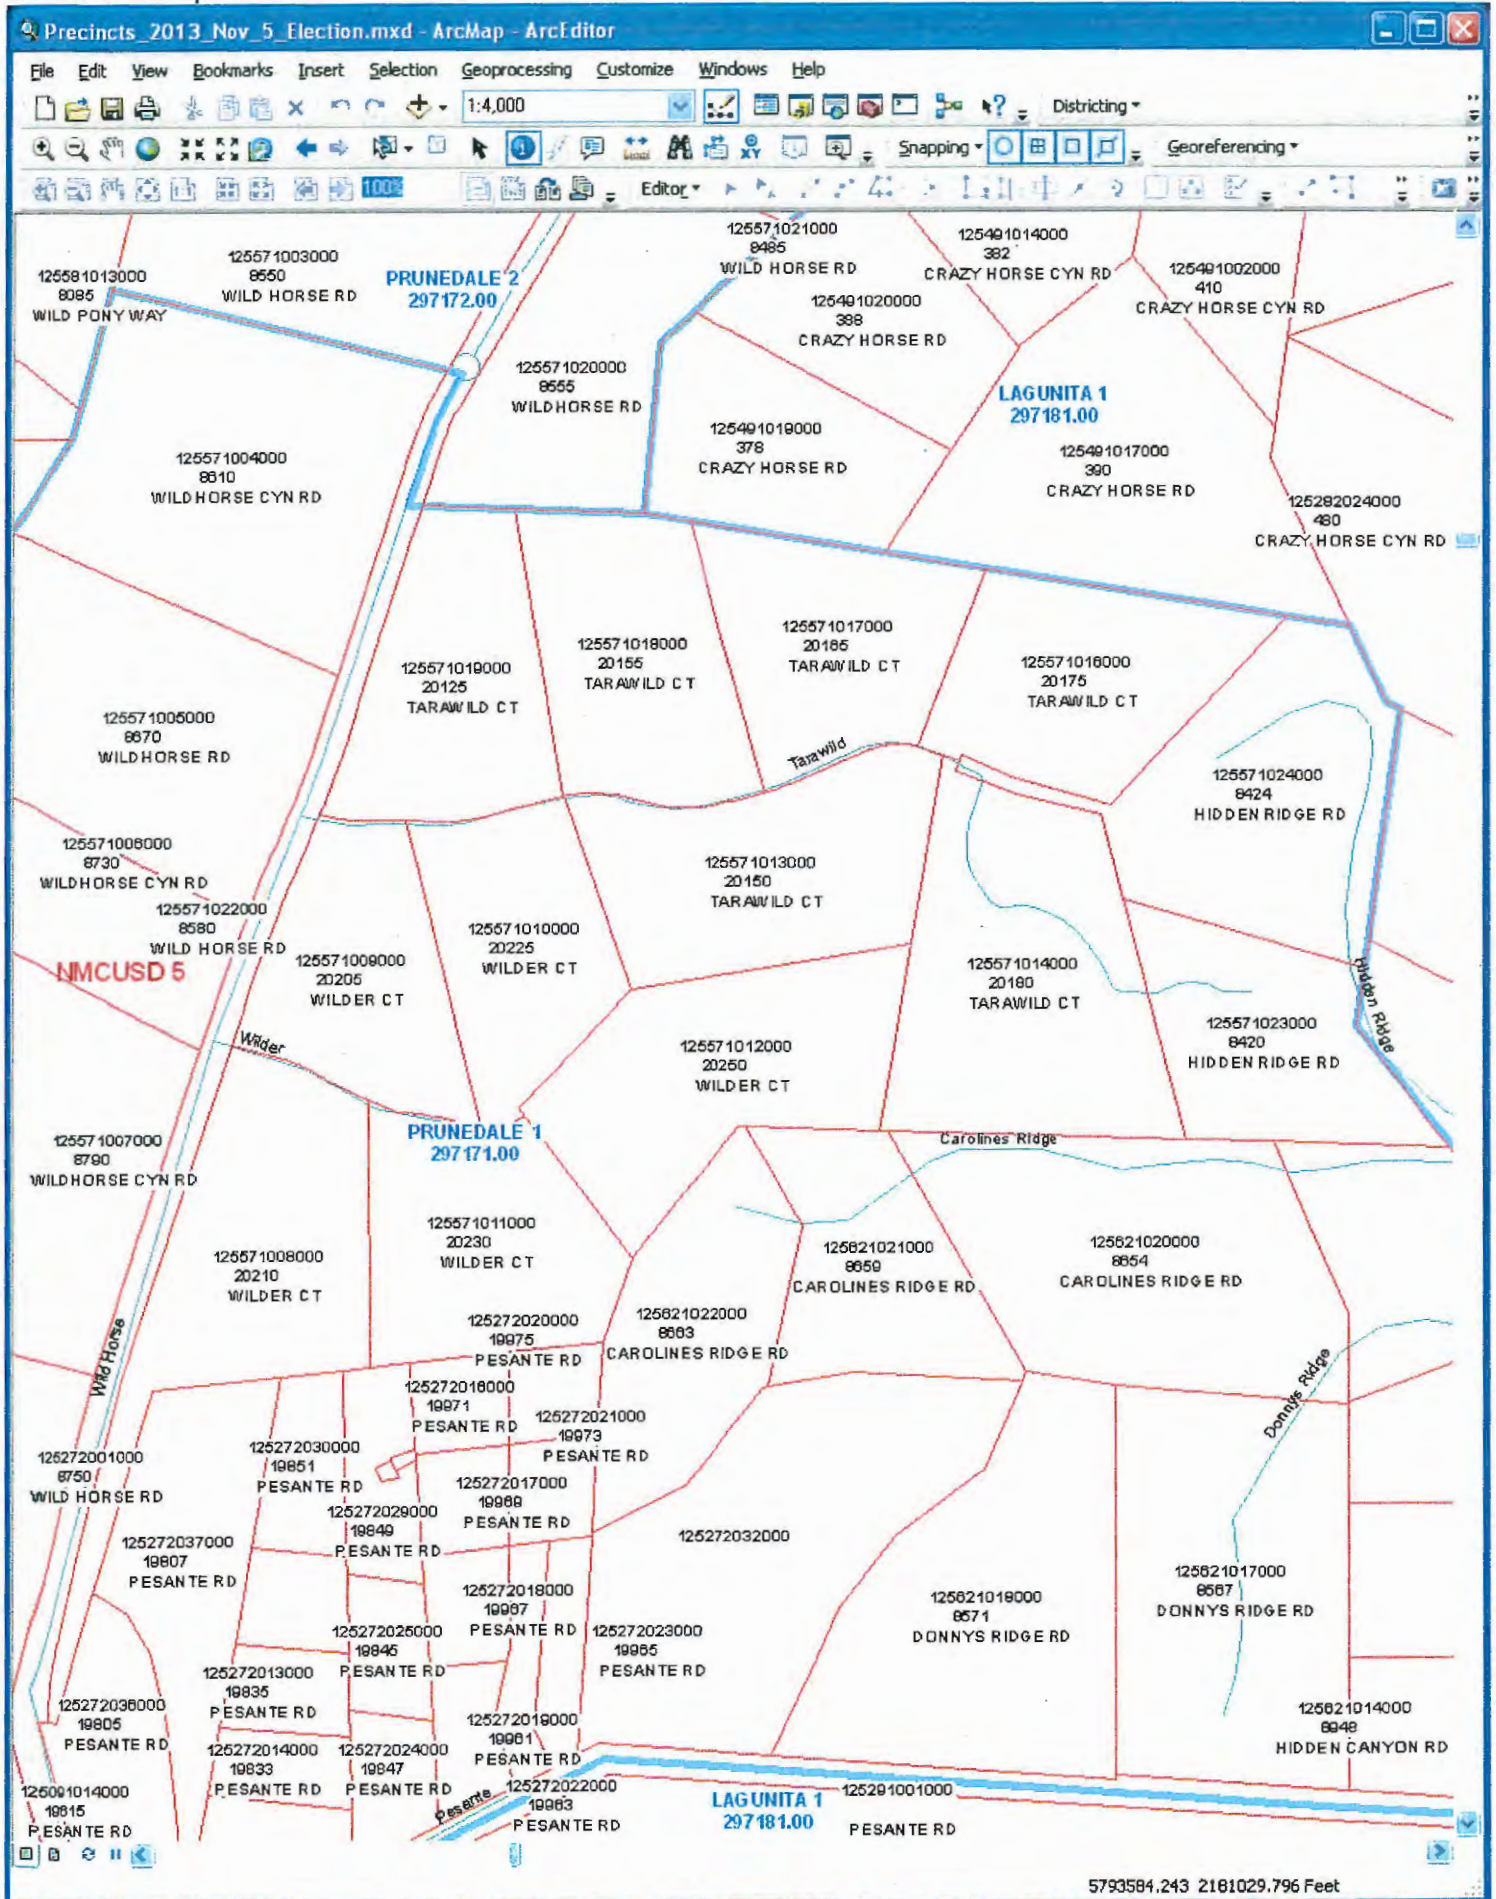 Precincts_2013_Nov_5_Election.mxd - ArcMap - ArcEditor
File Edit View Bookmarks Insert Selection Geoprocessing Customize Windows Help
1:4,000
Districting
Snapping
Georeferencing
100%
Editor
125581013000
8085
WILD PONY WAY
125571003000
8550
WILD HORSE RD
PRUNEDALE 2
297172.00
125571021000
8485
WILD HORSE RD
125491014000
382
CRAZY HORSE CYN RD
125491002000
410
CRAZY HORSE CYN RD
125491020000
388
CRAZY HORSE RD
125571020000
8555
WILDHORSE RD
LAGUNITA 1
297181.00
125571004000
8610
WILDHORSE CYN RD
125491019000
378
CRAZY HORSE RD
125491017000
390
CRAZY HORSE RD
125282024000
480
CRAZY HORSE CYN RD
125571019000
20125
TARAWILD CT
125571018000
20155
TARAWILD CT
125571017000
20165
TARAWILD CT
125571016000
20175
TARAWILD CT
125571005000
8670
WILDHORSE RD
Tarawild
125571024000
8424
HIDDEN RIDGE RD
125571006000
8730
WILDHORSE CYN RD
125571022000
8580
WILD HORSE RD
NMCUSD 5
125571009000
20205
WILDER CT
125571010000
20225
WILDER CT
125571013000
20150
TARAWILD CT
125571014000
20180
TARAWILD CT
Hidden Ridge
125571023000
8420
HIDDEN RIDGE RD
Wilder
125571012000
20250
WILDER CT
PRUNEDALE 1
297171.00
Carolines Ridge
125571007000
8790
WILDHORSE CYN RD
125571008000
20210
WILDER CT
125571011000
20230
WILDER CT
125621021000
8659
CAROLINES RIDGE RD
125621020000
8654
CAROLINES RIDGE RD
125621022000
8663
CAROLINES RIDGE RD
Wild Horse
Donnys Ridge
125272020000
19975
PESANTE RD
125272016000
19971
PESANTE RD
125272021000
19973
PESANTE RD
125272001000
8750
WILD HORSE RD
125272030000
19851
PESANTE RD
125272017000
19969
PESANTE RD
125272029000
19849
PESANTE RD
125272032000
125272037000
19807
PESANTE RD
125272018000
19967
PESANTE RD
125621018000
8571
DONNYS RIDGE RD
125621017000
8567
DONNYS RIDGE RD
125272025000
19845
PESANTE RD
125272023000
19965
PESANTE RD
125272013000
19835
PESANTE RD
125272036000
19805
PESANTE RD
125272019000
19961
PESANTE RD
125621014000
8948
HIDDEN CANYON RD
125272014000
19833
PESANTE RD
125272024000
19847
PESANTE RD
125091014000
19615
PESANTE RD
Pesante
125272022000
19963
PESANTE RD
LAGUNITA 1
297181.00
125291001000
PESANTE RD
5793584.243 2181029.796 Feet